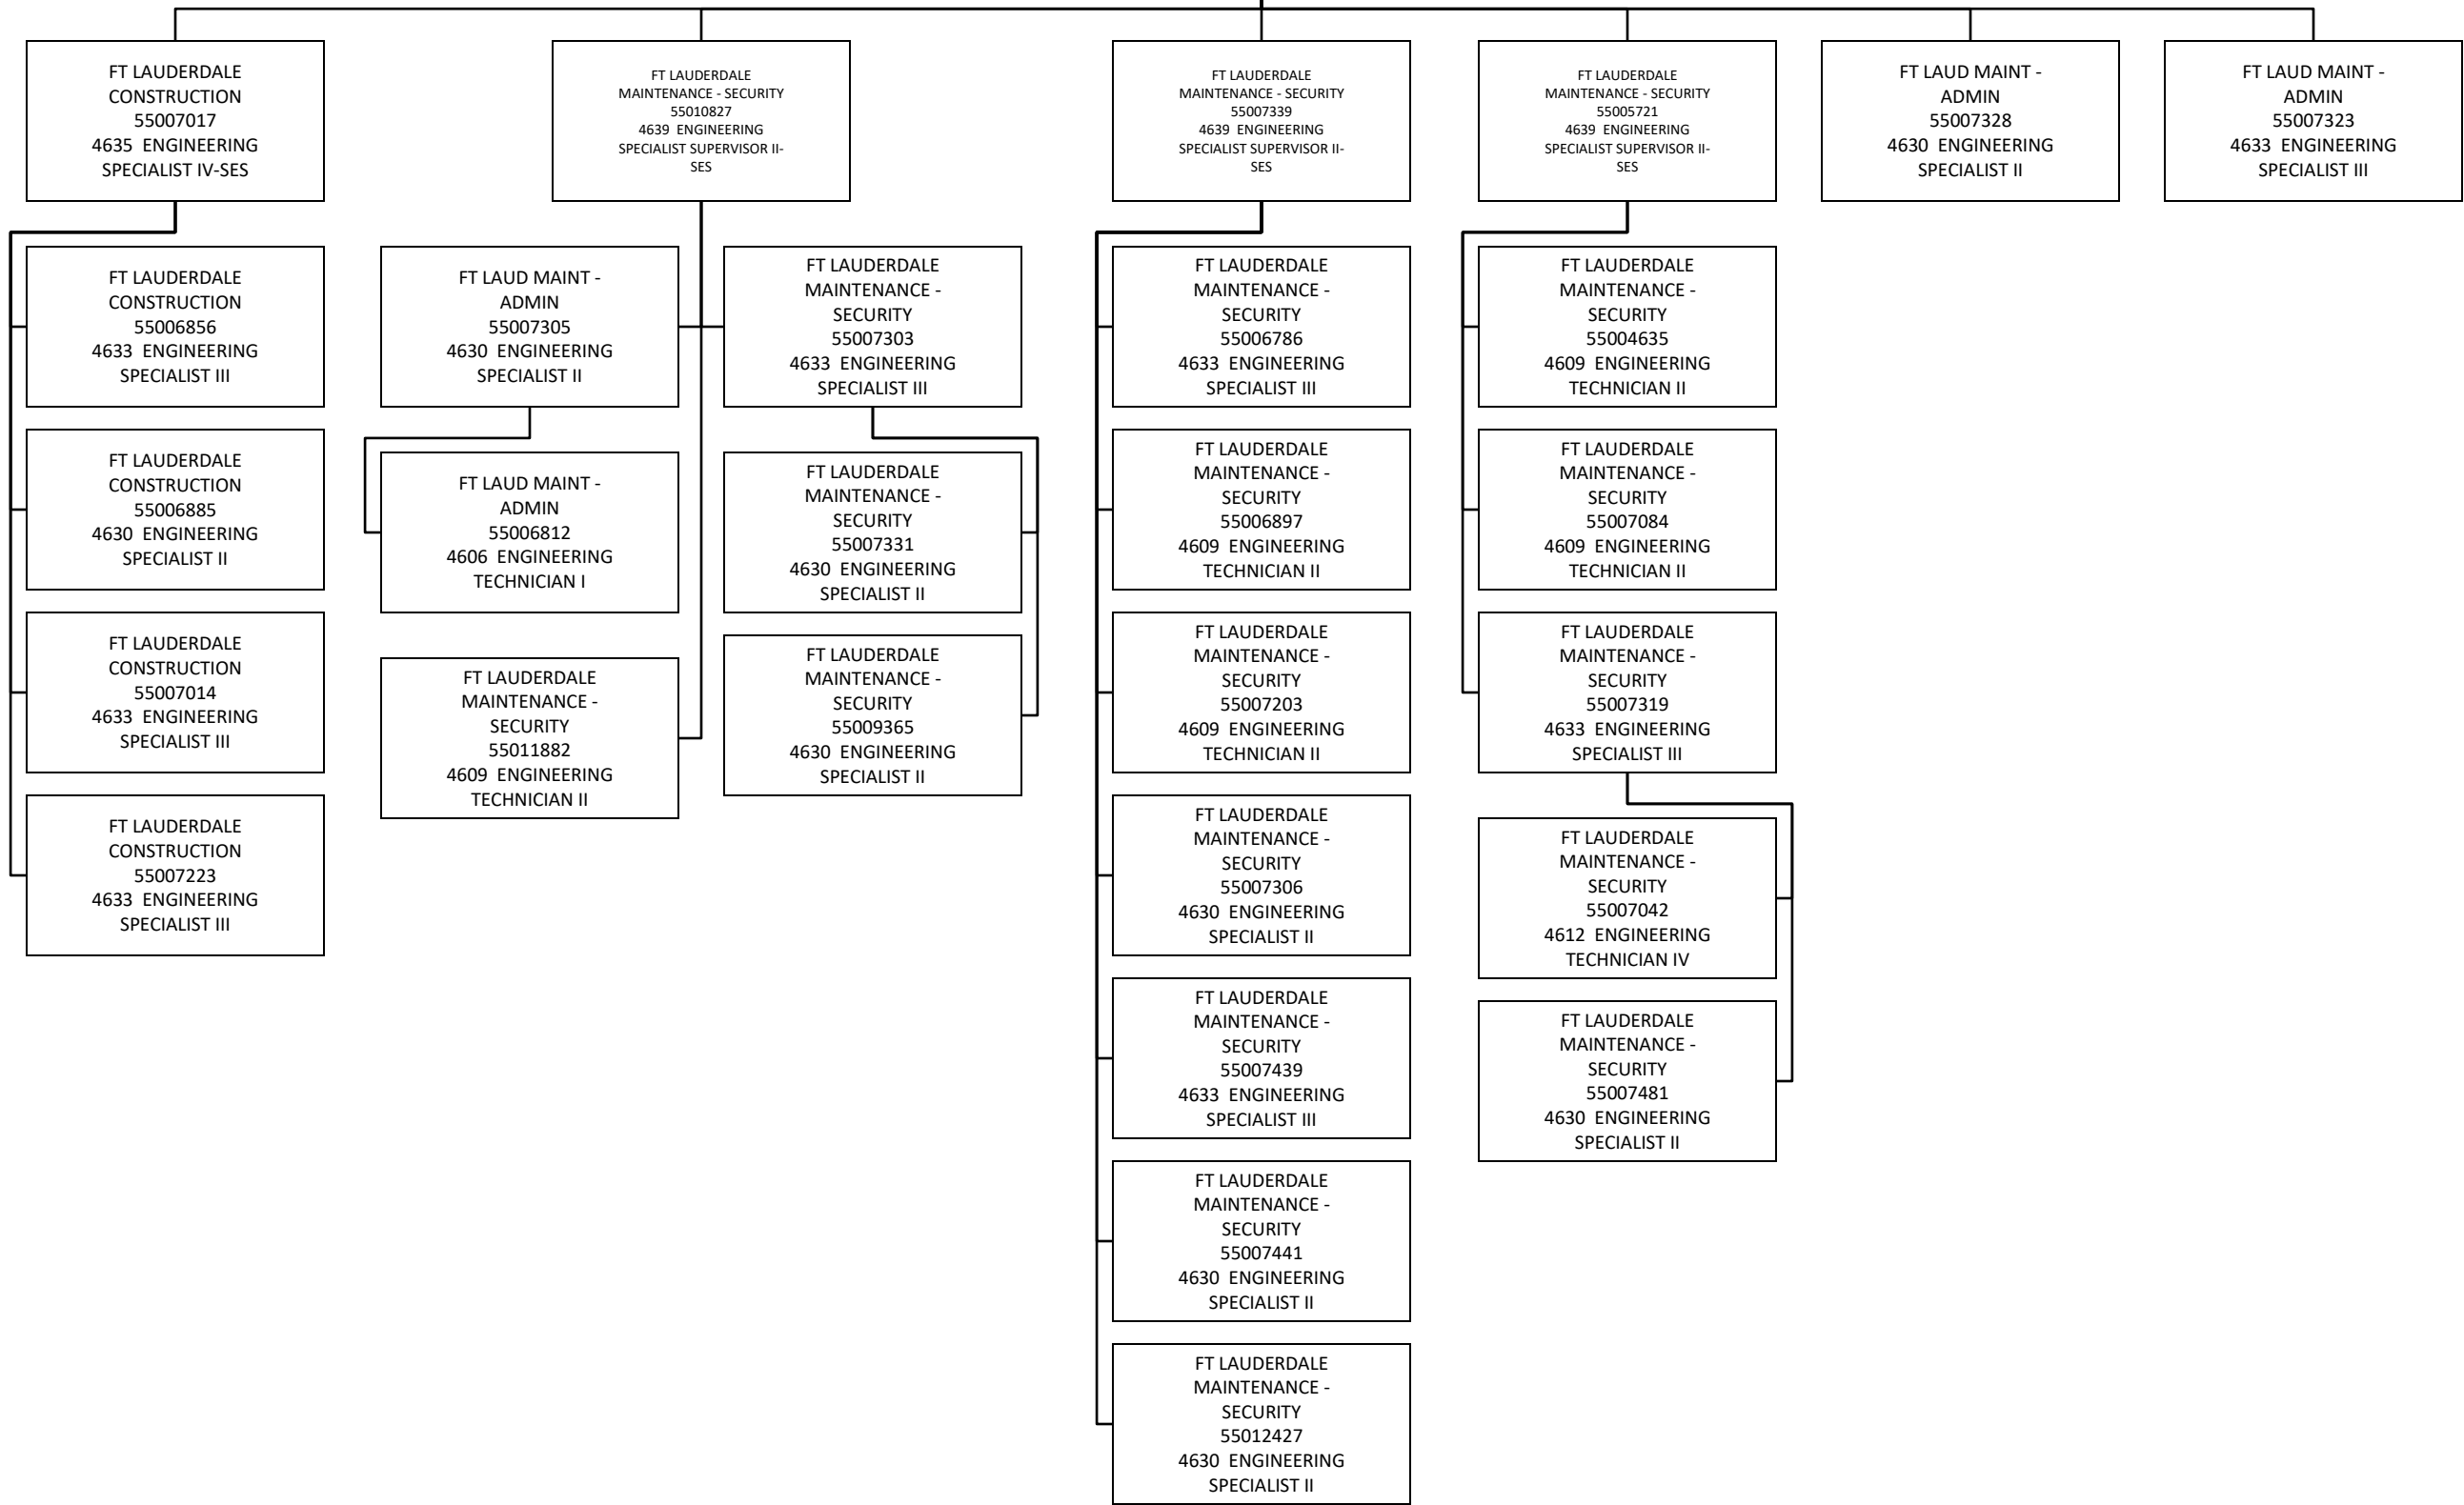 FT LAUDERDALE
CONSTRUCTION
55007017
4635  ENGINEERING
SPECIALIST IV-SES
FT LAUDERDALE
MAINTENANCE - SECURITY
55010827
4639  ENGINEERING
SPECIALIST SUPERVISOR II-
SES
FT LAUDERDALE
MAINTENANCE - SECURITY
55007339
4639  ENGINEERING
SPECIALIST SUPERVISOR II-
SES
FT LAUDERDALE
MAINTENANCE - SECURITY
55005721
4639  ENGINEERING
SPECIALIST SUPERVISOR II-
SES
FT LAUD MAINT -
ADMIN
55007328
4630  ENGINEERING
SPECIALIST II
FT LAUD MAINT -
ADMIN
55007323
4633  ENGINEERING
SPECIALIST III
FT LAUDERDALE
CONSTRUCTION
55006856
4633  ENGINEERING
SPECIALIST III
FT LAUDERDALE
CONSTRUCTION
55006885
4630  ENGINEERING
SPECIALIST II
FT LAUDERDALE
CONSTRUCTION
55007014
4633  ENGINEERING
SPECIALIST III
FT LAUDERDALE
CONSTRUCTION
55007223
4633  ENGINEERING
SPECIALIST III
FT LAUD MAINT -
ADMIN
55007305
4630  ENGINEERING
SPECIALIST II
FT LAUD MAINT -
ADMIN
55006812
4606  ENGINEERING
TECHNICIAN I
FT LAUDERDALE
MAINTENANCE -
SECURITY
55011882
4609  ENGINEERING
TECHNICIAN II
FT LAUDERDALE
MAINTENANCE -
SECURITY
55007303
4633  ENGINEERING
SPECIALIST III
FT LAUDERDALE
MAINTENANCE -
SECURITY
55007331
4630  ENGINEERING
SPECIALIST II
FT LAUDERDALE
MAINTENANCE -
SECURITY
55009365
4630  ENGINEERING
SPECIALIST II
FT LAUDERDALE
MAINTENANCE -
SECURITY
55006786
4633  ENGINEERING
SPECIALIST III
FT LAUDERDALE
MAINTENANCE -
SECURITY
55006897
4609  ENGINEERING
TECHNICIAN II
FT LAUDERDALE
MAINTENANCE -
SECURITY
55007203
4609  ENGINEERING
TECHNICIAN II
FT LAUDERDALE
MAINTENANCE -
SECURITY
55007306
4630  ENGINEERING
SPECIALIST II
FT LAUDERDALE
MAINTENANCE -
SECURITY
55007439
4633  ENGINEERING
SPECIALIST III
FT LAUDERDALE
MAINTENANCE -
SECURITY
55007441
4630  ENGINEERING
SPECIALIST II
FT LAUDERDALE
MAINTENANCE -
SECURITY
55012427
4630  ENGINEERING
SPECIALIST II
FT LAUDERDALE
MAINTENANCE -
SECURITY
55004635
4609  ENGINEERING
TECHNICIAN II
FT LAUDERDALE
MAINTENANCE -
SECURITY
55007084
4609  ENGINEERING
TECHNICIAN II
FT LAUDERDALE
MAINTENANCE -
SECURITY
55007319
4633  ENGINEERING
SPECIALIST III
FT LAUDERDALE
MAINTENANCE -
SECURITY
55007042
4612  ENGINEERING
TECHNICIAN IV
FT LAUDERDALE
MAINTENANCE -
SECURITY
55007481
4630  ENGINEERING
SPECIALIST II